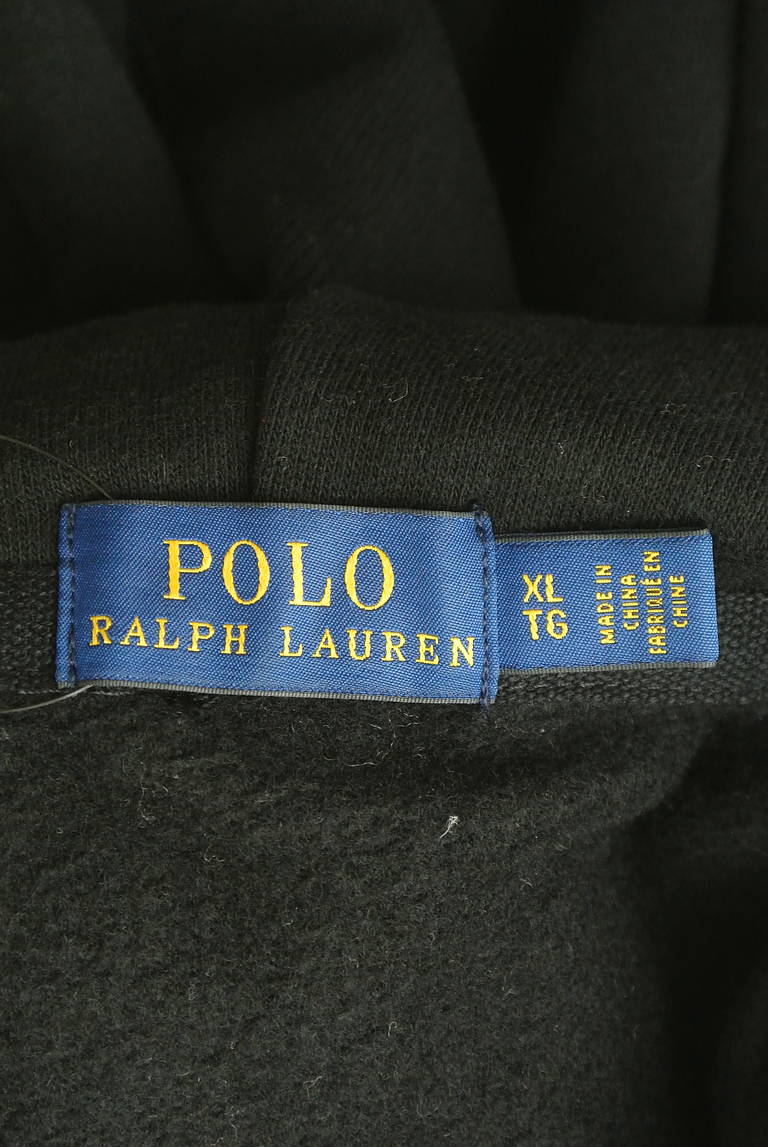 POLO
RALPH LAUREN
XL
TG
MADE IN
CHINA
FABRIQUÉ EN
CHINE